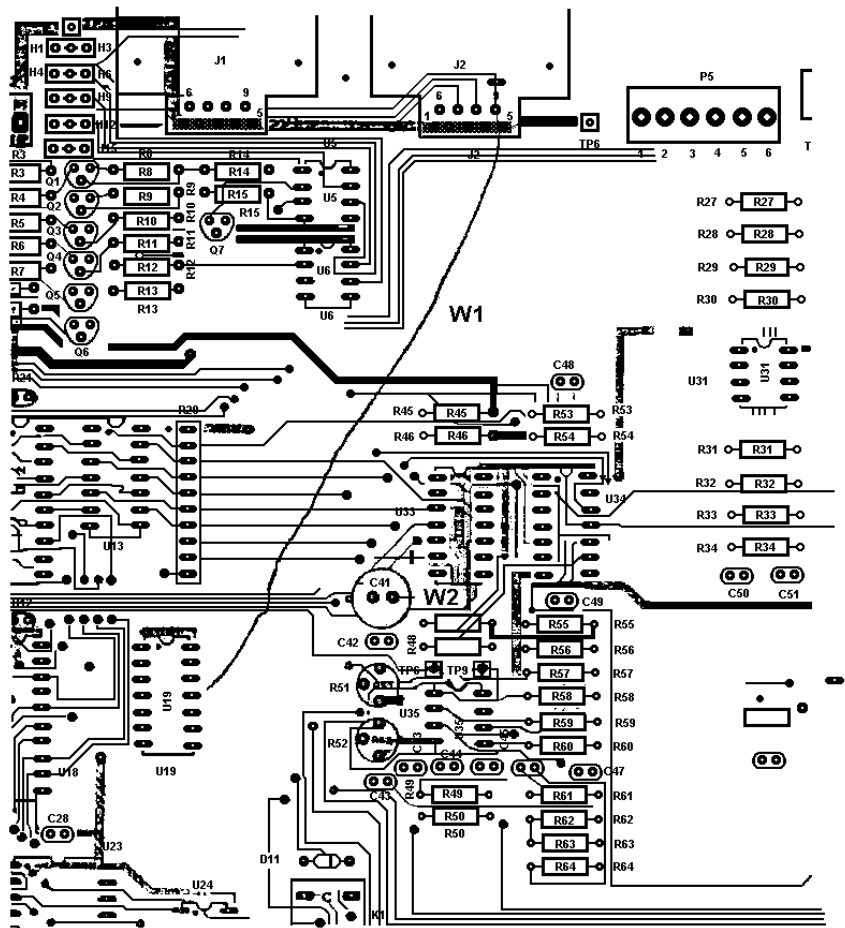 H1 H3
J1
J2
P5
H4 H6
6 9
6 9
H9
5
1 5
H12
TP6
1 2 3 4 5 6
T
R3 R8 R14 U5
J2
R3 Q1 R8 R14
R4 Q2 R9 R9 R15 U5
R27 R27
R5 Q3 R10 R10 R15
R28 R28
R6 Q4 R11 R11 Q7
R7 R12 R12 U6
R29 R29
Q5 R13
R30 R30
R13 U6
W1
Q6
C48
U31 U31
R20
R45 R45 R53 R53
R46 R46 R54 R54
R31 R31
R32 R32
U34
U33
R33 R33
U13
R34 R34
C41
C50 C51
W2
C49
R55 R55
C42 R48
R56 R56
TP6 TP9
R57 R57
R51
R58 R58
U19
U35 U35
R59 R59
R52
R60 R60
U18 U19
C44
C47
C43 R49 R49
R61 R61
R50
R62 R62
C28
R50
R63 R63
U23
D11
R64 R64
U24
K1